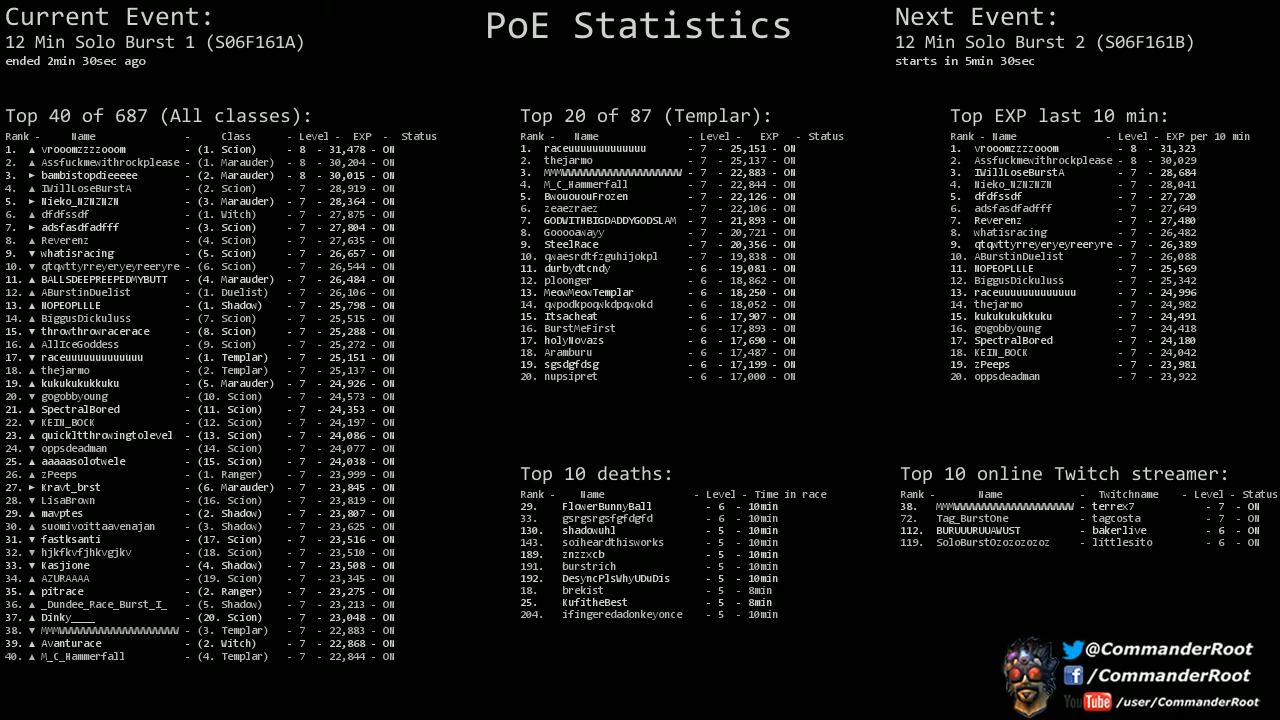 Current Event:
12 Min Solo Burst 1 (S06F161A)
ended 2min 30sec ago
PoE Statistics
Next Event:
12 Min Solo Burst 2 (S06F161B)
starts in 5min 30sec
Top 40 of 687 (All classes):
Rank - Name - Class - Level - EXP - Status
1. ▲ vrooomzzzzooom - (1. Scion) - 8 - 31,478 - ON
2. ▲ Assfuckmewithrockplease - (1. Marauder) - 8 - 30,204 - ON
3. ► bambistopdieeeee - (2. Marauder) - 8 - 30,015 - ON
4. ▲ IWillLoseBurstA - (2. Scion) - 7 - 28,919 - ON
5. ► Nieko_NZNZNZN - (3. Marauder) - 7 - 28,364 - ON
6. ▲ dfdfssdf - (1. Witch) - 7 - 27,875 - ON
7. ► adsfasdfadfff - (3. Scion) - 7 - 27,804 - ON
8. ▲ Reverenz - (4. Scion) - 7 - 27,635 - ON
9. ▼ whatisracing - (5. Scion) - 7 - 26,657 - ON
10. ▼ qtqwttyrreyeryeyreeryre - (6. Scion) - 7 - 26,544 - ON
11. ▲ BALLSDEEPREEPEDMYBUTT - (4. Marauder) - 7 - 26,484 - ON
12. ▲ ABurstinDuelist - (1. Duelist) - 7 - 26,106 - ON
13. ▲ NOPEOPLLLE - (1. Shadow) - 7 - 25,798 - ON
14. ▲ BiggusDickuluss - (7. Scion) - 7 - 25,515 - ON
15. ▼ throwthrowracerace - (8. Scion) - 7 - 25,288 - ON
16. ▲ AllIceGoddess - (9. Scion) - 7 - 25,272 - ON
17. ▼ raceuuuuuuuuuuuuu - (1. Templar) - 7 - 25,151 - ON
18. ▲ thejarmo - (2. Templar) - 7 - 25,137 - ON
19. ▲ kukukukukkuku - (5. Marauder) - 7 - 24,926 - ON
20. ▼ gogobbyoung - (10. Scion) - 7 - 24,573 - ON
21. ▲ SpectralBored - (11. Scion) - 7 - 24,353 - ON
22. ▼ KEIN_BOCK - (12. Scion) - 7 - 24,197 - ON
23. ▲ quickltthrowingtolevel - (13. Scion) - 7 - 24,086 - ON
24. ▼ oppsdeadman - (14. Scion) - 7 - 24,077 - ON
25. ▲ aaaaasolotwele - (15. Scion) - 7 - 24,038 - ON
26. ▲ zPeeps - (1. Ranger) - 7 - 23,999 - ON
27. ► Kravt_brst - (6. Marauder) - 7 - 23,845 - ON
28. ▼ LisaBrown - (16. Scion) - 7 - 23,819 - ON
29. ▲ mavptes - (2. Shadow) - 7 - 23,807 - ON
30. ▲ suomivoittaavenajan - (3. Shadow) - 7 - 23,625 - ON
31. ▼ fastksanti - (17. Scion) - 7 - 23,516 - ON
32. ▼ hjkfkvfjhkvgjkv - (18. Scion) - 7 - 23,510 - ON
33. ▼ Kasjione - (4. Shadow) - 7 - 23,508 - ON
34. ▲ AZURAAAA - (19. Scion) - 7 - 23,345 - ON
35. ▲ pitrace - (2. Ranger) - 7 - 23,275 - ON
36. ▲ _Dundee_Race_Burst_I_ - (5. Shadow) - 7 - 23,213 - ON
37. ▲ Dinky____ - (20. Scion) - 7 - 23,048 - ON
38. ▼ - (3. Templar) - 7 - 22,883 - ON
39. ▲ Avanturace - (2. Witch) - 7 - 22,868 - ON
40. ▲ M_C_Hammerfall - (4. Templar) - 7 - 22,844 - ON
Top 20 of 87 (Templar):
Rank - Name - Level - EXP - Status
1. raceuuuuuuuuuuuuu - 7 - 25,151 - ON
2. thejarmo - 7 - 25,137 - ON
3. - 7 - 22,883 - ON
4. M_C_Hammerfall - 7 - 22,844 - ON
5. BwouououFrozen - 7 - 22,126 - ON
6. zeaezraez - 7 - 22,106 - ON
7. GODWITHBIGDADDYGODSLAM - 7 - 21,893 - ON
8. Gooooawayy - 7 - 20,721 - ON
9. SteelRace - 7 - 20,356 - ON
10. qwaesrdtfzguhijokpl - 7 - 19,838 - ON
11. durbydtcndy - 6 - 19,081 - ON
12. ploonger - 6 - 18,862 - ON
13. MeowMeowTemplar - 6 - 18,250 - ON
14. qwpodkpoqwkdpqwokd - 6 - 18,052 - ON
15. Itsacheat - 6 - 17,907 - ON
16. BurstMeFirst - 6 - 17,893 - ON
17. holyNovazs - 6 - 17,690 - ON
18. Aramburu - 6 - 17,487 - ON
19. sgsdgfdsg - 6 - 17,199 - ON
20. nupsipret - 6 - 17,000 - ON
Top EXP last 10 min:
Rank - Name - Level - EXP per 10 min
1. vrooomzzzzooom - 8 - 31,323
2. Assfuckmewithrockplease - 8 - 30,029
3. IWillLoseBurstA - 7 - 28,684
4. Nieko_NZNZNZN - 7 - 28,041
5. dfdfssdf - 7 - 27,720
6. adsfasdfadfff - 7 - 27,649
7. Reverenz - 7 - 27,480
8. whatisracing - 7 - 26,482
9. qtqwttyrreyeryeyreeryre - 7 - 26,389
10. ABurstinDuelist - 7 - 26,088
11. NOPEOPLLLE - 7 - 25,569
12. BiggusDickuluss - 7 - 25,342
13. raceuuuuuuuuuuuuu - 7 - 24,996
14. thejarmo - 7 - 24,982
15. kukukukukkuku - 7 - 24,491
16. gogobbyoung - 7 - 24,418
17. SpectralBored - 7 - 24,180
18. KEIN_BOCK - 7 - 24,042
19. zPeeps - 7 - 23,981
20. oppsdeadman - 7 - 23,922
Top 10 deaths:
Rank - Name - Level - Time in race
29. FlowerBunnyBall - 6 - 10min
33. gsrgsrgsfgfdgfd - 6 - 10min
130. shadowuhl - 6 - 10min
143. soiheardthisworks - 6 - 10min
189. znzzxcb - 5 - 10min
191. burstrich - 5 - 10min
192. DesyncPlsWhyUDuDis - 5 - 10min
18. brekist - 5 - 8min
25. KufitheBest - 5 - 8min
204. ifingeredadonkeyonce - 5 - 10min
Top 10 online Twitch streamer:
Rank - Name - Twitchname - Level - Status
38. - terrex7 - 7 - ON
72. Tag_BurstOne - tagcosta - 7 - ON
112. BURUUURUUAWUST - bakerlive - 6 - ON
119. SoloBurstOzozozozoz - littlesito - 6 - ON
@CommanderRoot
f /CommanderRoot
YouTube /user/CommanderRoot